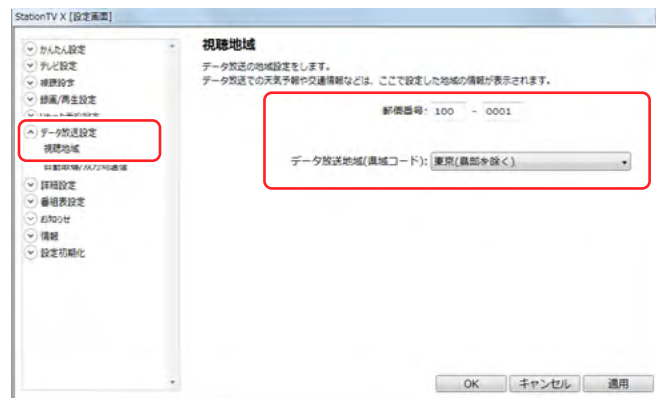 StationTV X [設定画面]
かんたん設定
テレビ設定
視聴設定
録画/再生設定
データ放送設定
視聴地域
詳細設定
番組表設定
お知らせ
情報
設定初期化
視聴地域
データ放送の地域設定をします。
データ放送での天気予報や交通情報などは、ここで設定した地域の情報が表示されます。
郵便番号: 100 - 0001
データ放送地域(県域コード): 東京(島部を除く)
OK キャンセル 適用